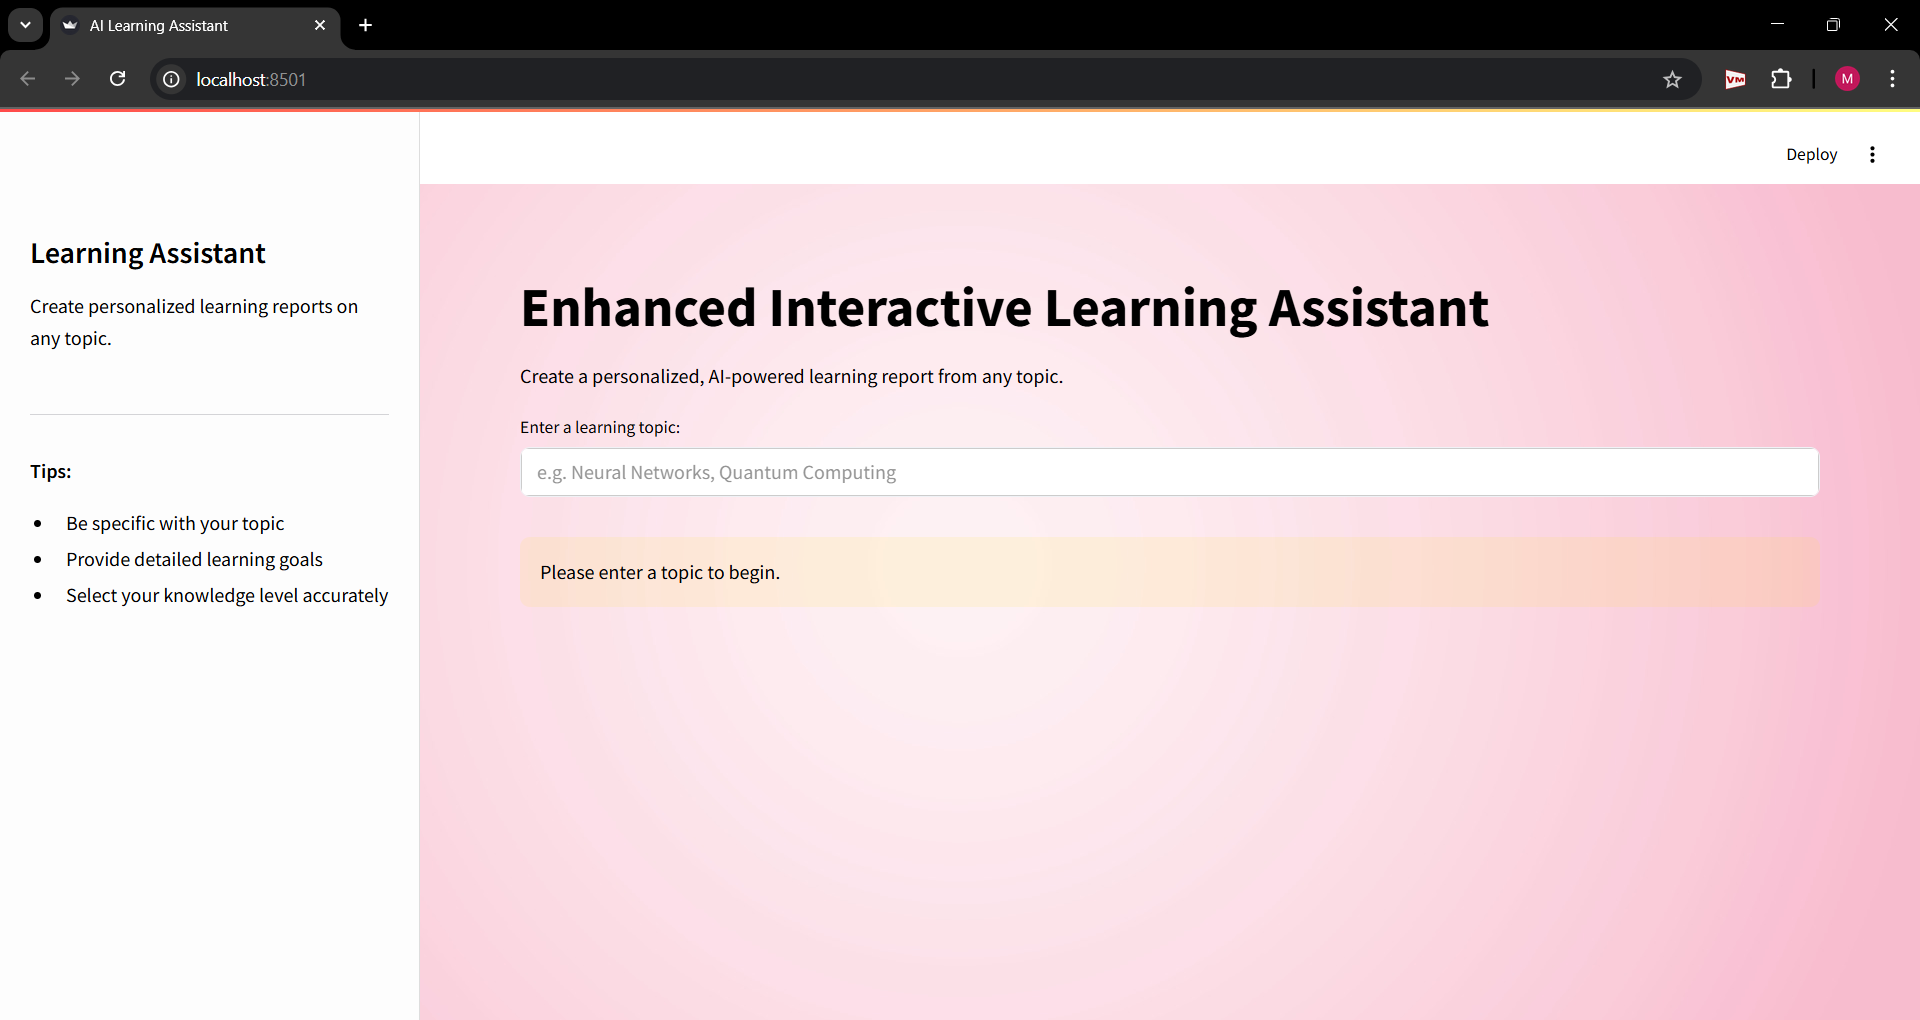 AI Learning Assistant
localhost:8501
VM
M
Deploy
Learning Assistant
Create personalized learning reports on
any topic.
Tips:
Be specific with your topic
Provide detailed learning goals
Select your knowledge level accurately
Enhanced Interactive Learning Assistant
Create a personalized, AI-powered learning report from any topic.
Enter a learning topic:
e.g. Neural Networks, Quantum Computing
Please enter a topic to begin.